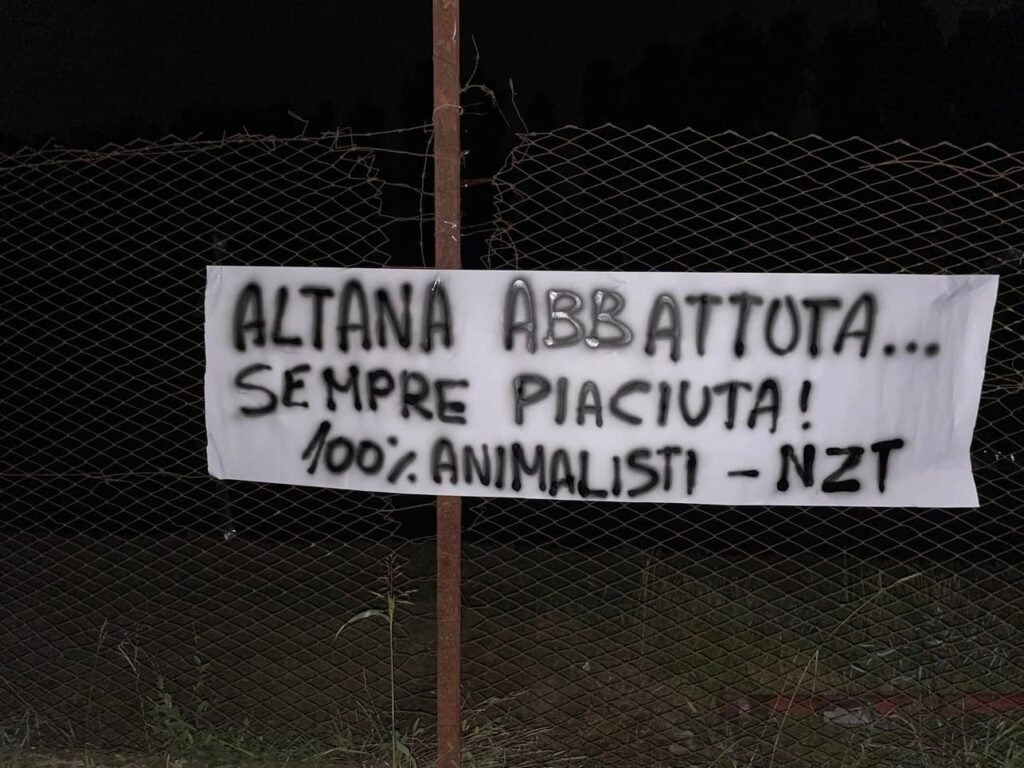 ALTANA ABBATTUTA...
SEMPRE PIACIUTA!
100% ANIMALISTI - NZT